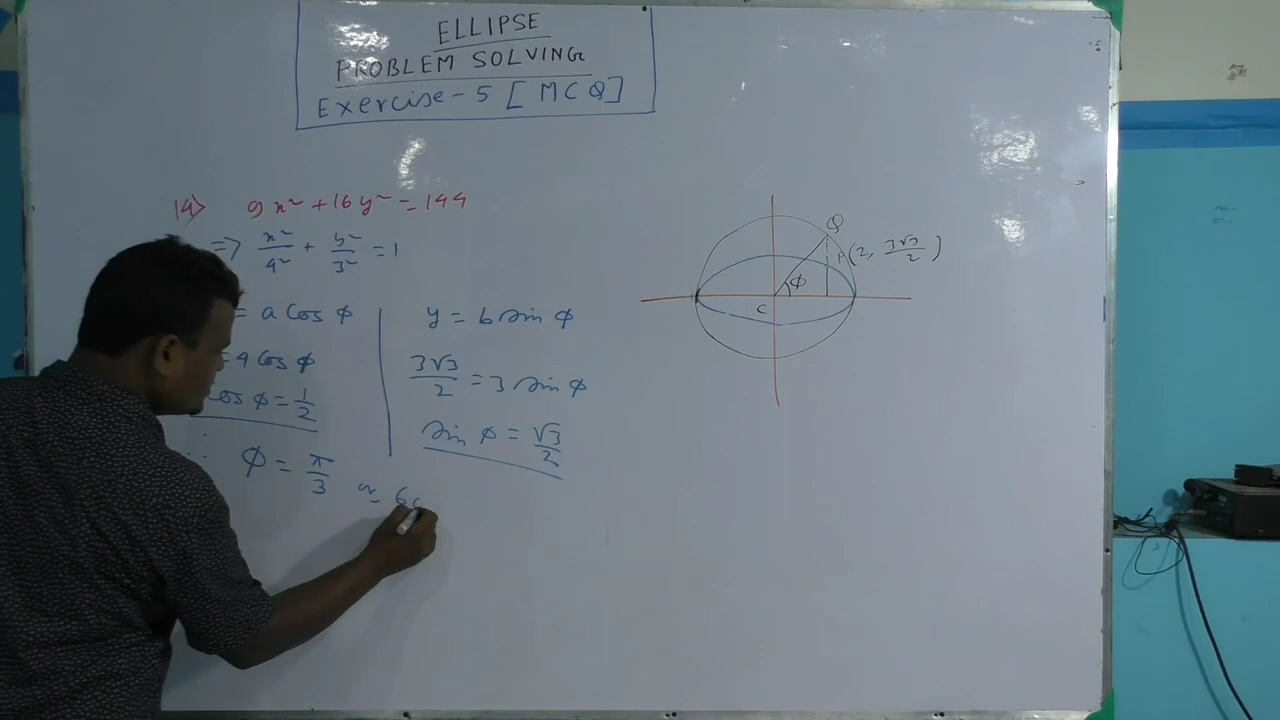 ELLIPSE
PROBLEM SOLVING
Exercise-5 [MCQ]
14> 9x² + 16y² = 144
=> x²/4² + y²/3² = 1
= a cos φ
= 4 cos φ
cos φ = 1/2
∴ φ = π/3 ≃ 60
y = b sin φ
3√3/2 = 3 sin φ
sin φ = √3/2
Q
P(2, 3√3/2)
φ
C